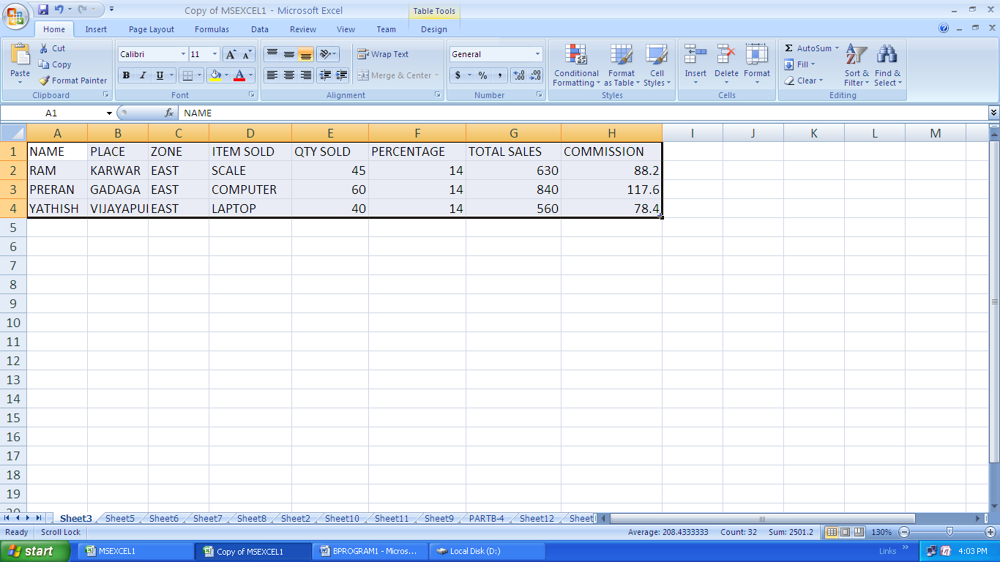 Copy of MSEXCEL1 - Microsoft Excel
Table Tools
Home Insert Page Layout Formulas Data Review View Team Design
Paste
Cut
Copy
Format Painter
Clipboard
Calibri 11
B I U
Font
Wrap Text
Merge & Center
Alignment
General
$ % ,
Number
Conditional Formatting
Format as Table
Cell Styles
Styles
Insert Delete Format
Cells
Σ AutoSum
Fill
Clear
Sort & Filter
Find & Select
Editing
A1 fx NAME
A B C D E F G H I J K L M
1 NAME PLACE ZONE ITEM SOLD QTY SOLD PERCENTAGE TOTAL SALES COMMISSION
2 RAM KARWAR EAST SCALE 45 14 630 88.2
3 PRERAN GADAGA EAST COMPUTER 60 14 840 117.6
4 YATHISH VIJAYAPU EAST LAPTOP 40 14 560 78.4
5
6
7
8
9
10
11
12
13
14
15
16
17
18
19
20
Sheet3 Sheet5 Sheet6 Sheet7 Sheet8 Sheet2 Sheet10 Sheet11 Sheet9 PARTB-4 Sheet12 Sheet
Ready Scroll Lock Average: 208.4333333 Count: 32 Sum: 2501.2 130%
start MSEXCEL1 Copy of MSEXCEL1 BPROGRAM1 - Micros... Local Disk (D:) Links » 4:03 PM